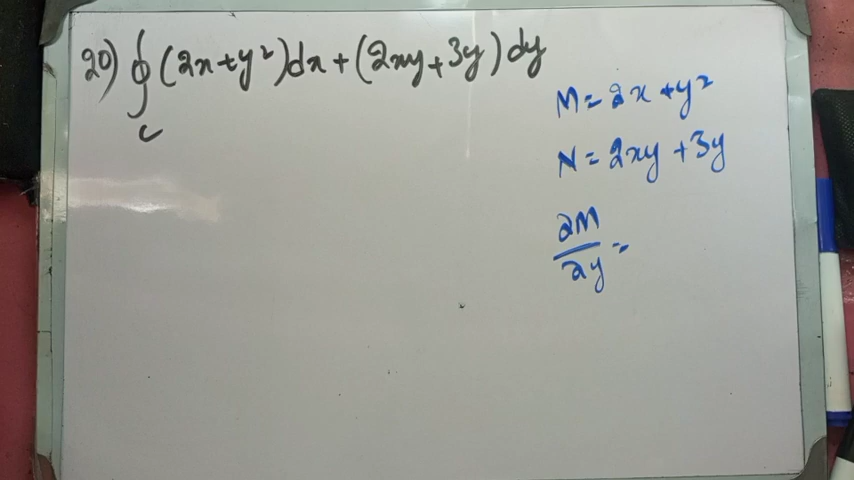 20) ∮ (2x+y²)dx+(2xy+3y)dy
C
M=2x+y²
N=2xy+3y
∂M/∂y=